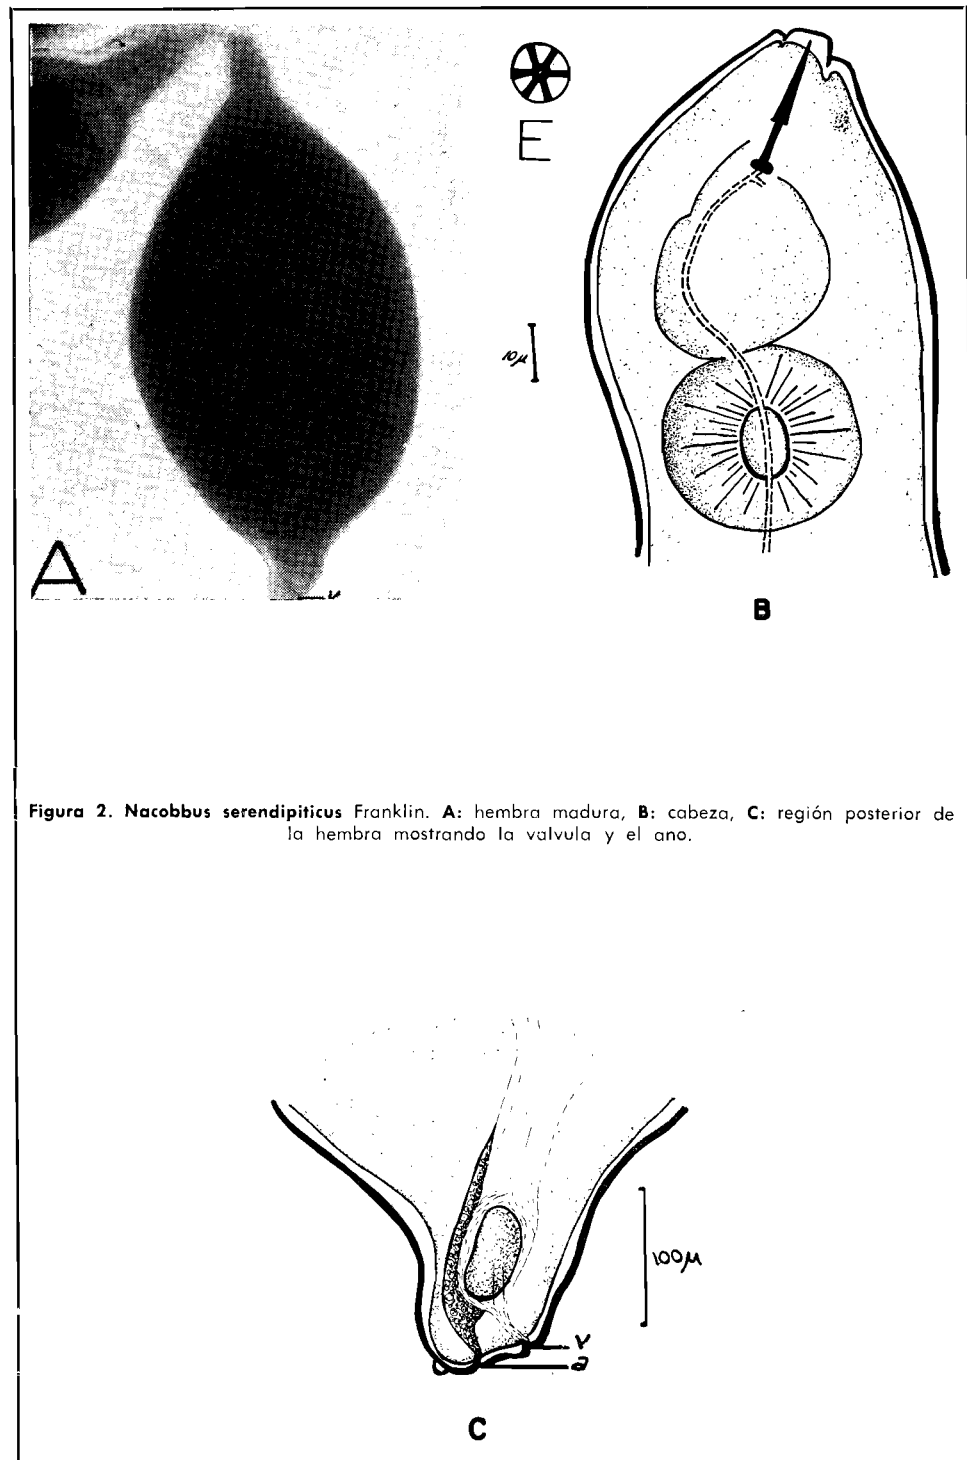 E
10μ
A
B
Figura 2. Nacobbus serendipiticus Franklin. A: hembra madura, B: cabeza, C: región posterior de
la hembra mostrando la valvula y el ano.
100μ
v
a
C